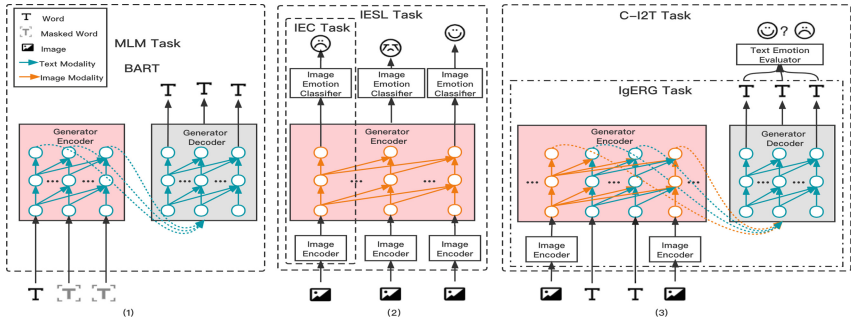 T Word
[T] Masked Word
Image
Text Modality
Image Modality
MLM Task
BART
T T T
Generator
Encoder
Generator
Decoder
... ...
... ...
T [T] [T]
(1)
IESL Task
IEC Task
Image
Emotion
Classifier
Image
Emotion
Classifier
Image
Emotion
Classifier
Generator
Encoder
... ...
Image
Encoder
Image
Encoder
Image
Encoder
(2)
C-I2T Task
?
Text Emotion
Evaluator
IgERG Task
T T T
Generator
Encoder
Generator
Decoder
... ...
... ...
Image
Encoder
Image
Encoder
T T
(3)